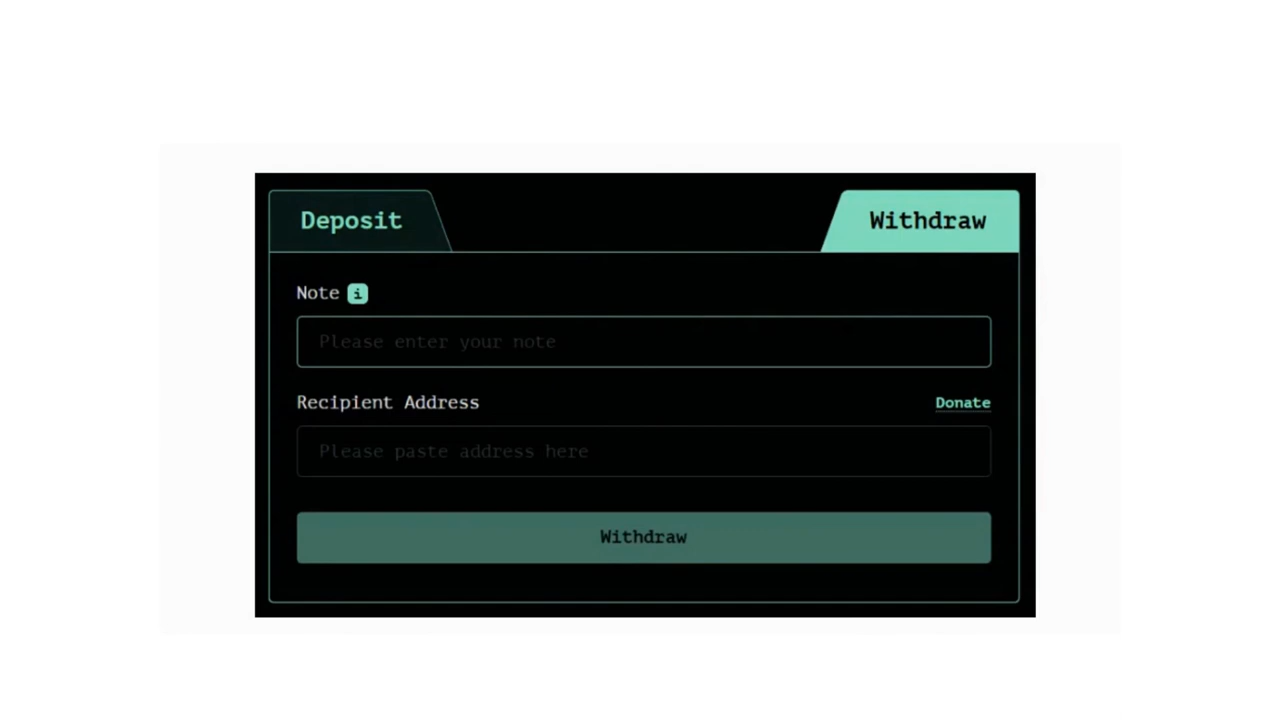 Deposit
Withdraw
Note i
Please enter your note
Recipient Address
Donate
Please paste address here
Withdraw